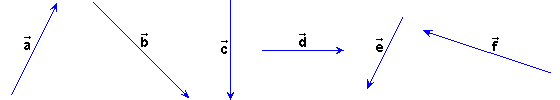 a⃗ b⃗ c⃗ d⃗ e⃗ f⃗